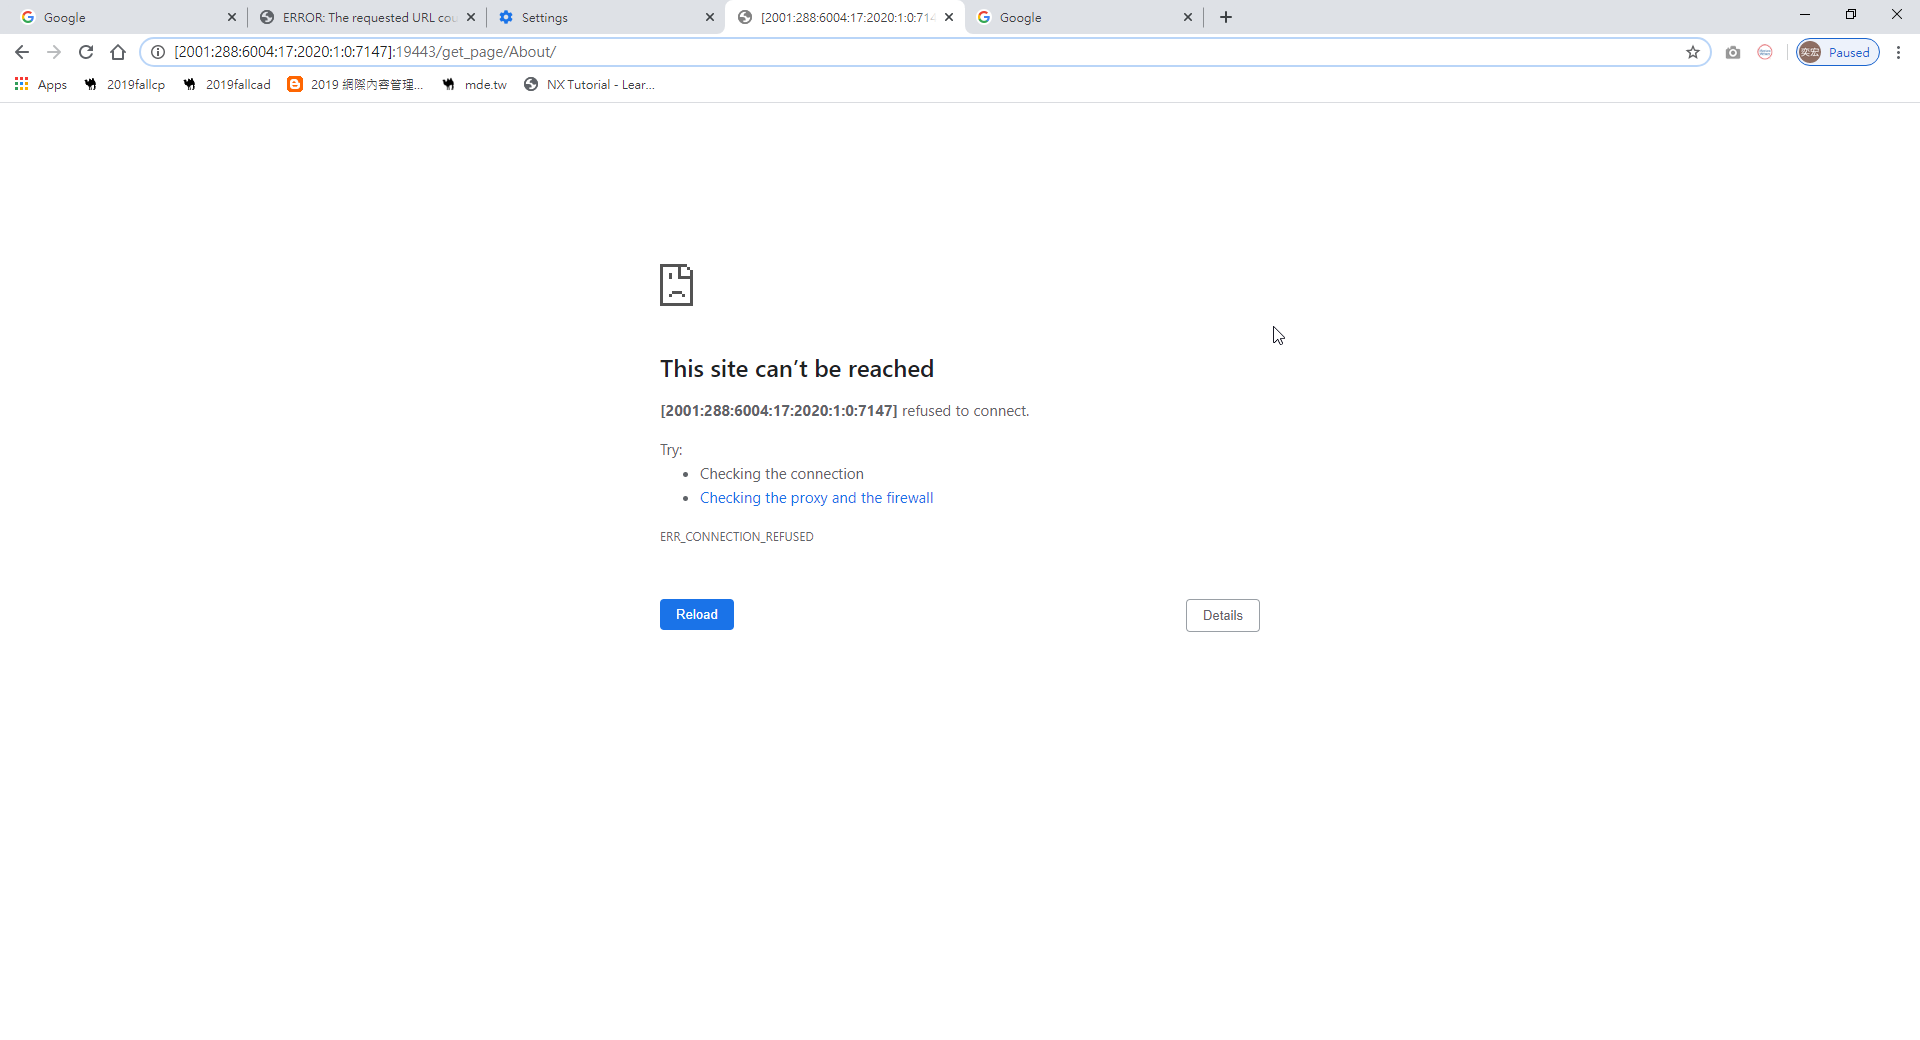 Google
ERROR: The requested URL cou
Settings
[2001:288:6004:17:2020:1:0:714
Google
[2001:288:6004:17:2020:1:0:7147]:19443/get_page/About/
奕宏 Paused
Apps
2019fallcp
2019fallcad
2019 網際內容管理...
mde.tw
NX Tutorial - Lear...
This site can’t be reached
[2001:288:6004:17:2020:1:0:7147] refused to connect.
Try:
• Checking the connection
• Checking the proxy and the firewall
ERR_CONNECTION_REFUSED
Reload
Details